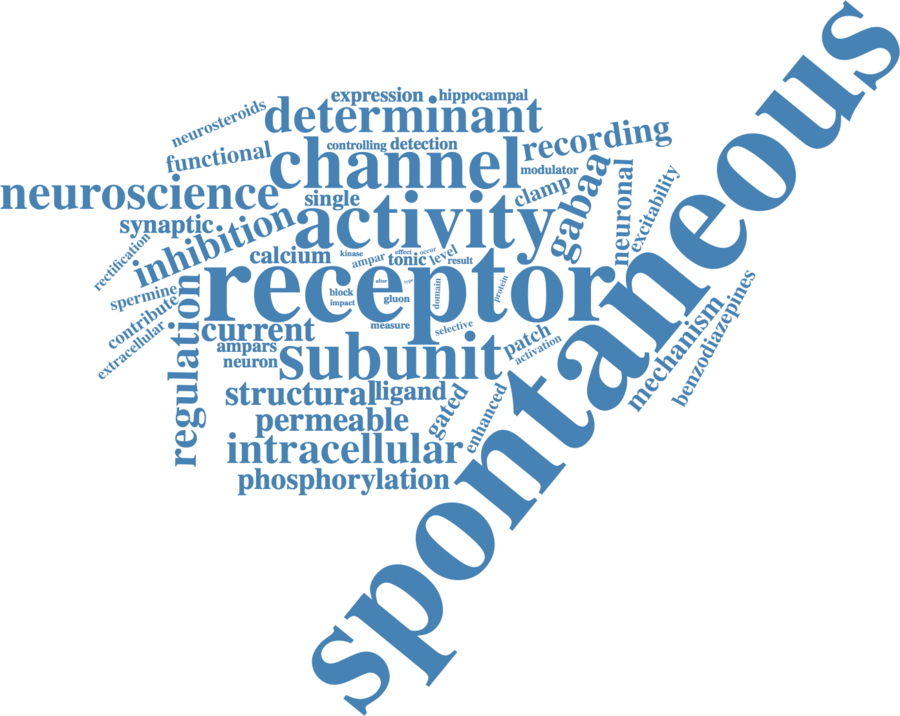 spontaneous
expression
hippocampal
neurosteroids
determinant
functional
controlling
detection
recording
channel
modulator
neuroscience
single
clamp
gabaa
neuronal
excitability
synaptic
inhibition
activity
rectification
calcium
kinase
ampar
effect
occur
tonic
level
result
spermine
receptor
block
impact
alter
type
gluon
domain
protein
contribute
extracellular
regulation
current
measure
selective
patch
activation
mechanism
benzodiazepines
ampars
neuron
subunit
structural
ligand
gated
enhanced
permeable
intracellular
phosphorylation